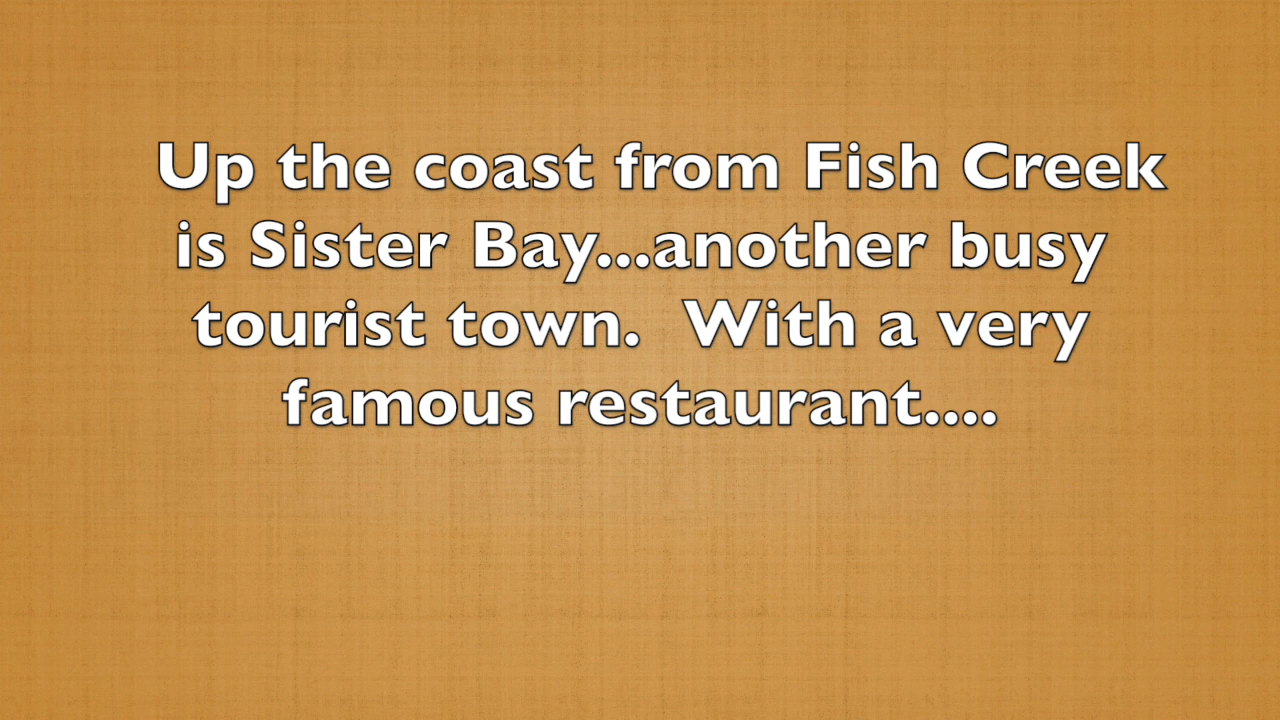 Up the coast from Fish Creek
is Sister Bay...another busy
tourist town.  With a very
famous restaurant....